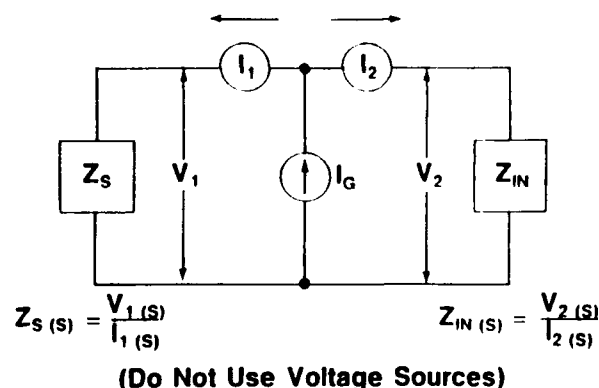 I1 I2
ZS V1 IG V2 ZIN
ZS (S) = V1 (S) / I1 (S)
ZIN (S) = V2 (S) / I2 (S)
(Do Not Use Voltage Sources)